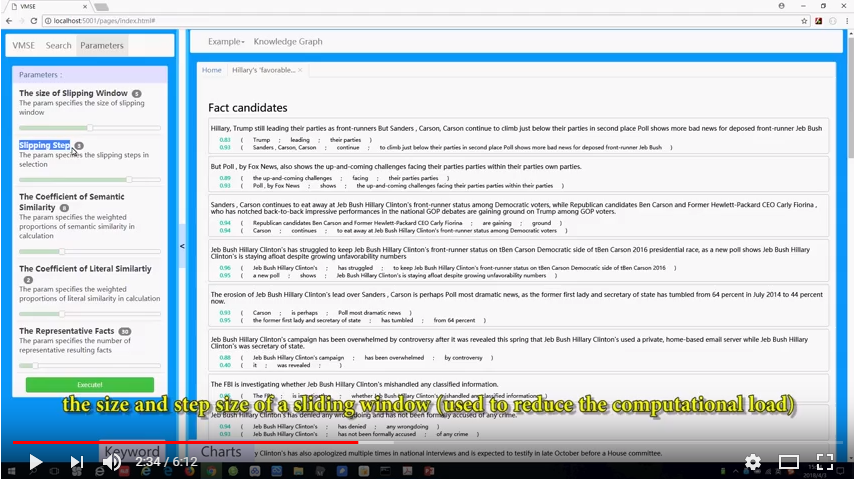 VMSE
localhost:5001/pages/index.html#
VMSE Search Parameters
Example Knowledge Graph
Parameters :
The size of Slipping Window 5
The param specifies the size of slipping
window
Slipping Step 3
The param specifies the slipping steps in
selection
The Coefficient of Semantic
Similarity
The param specifies the weighted
proportions of semantic similarity in
calculation
The Coefficient of Literal Similartiy
The param specifies the weighted
proportions of literal similarity in calculation
The Representative Facts 50
The param specifies the number of
representative resulting facts
Execute!
<
Home Hillary's 'favorable...
Fact candidates
Hillary, Trump still leading their parties as front-runners But Sanders , Carson, Carson continue to climb just below their parties in second place Poll shows more bad news for deposed front-runner Jeb Bush
0.83 ( Trump ; leading ; their parties )
0.93 ( Sanders , Carson, Carson ; continue ; to climb just below their parties in second place Poll shows more bad news for deposed front-runner Jeb Bush )
But Poll , by Fox News, also shows the up-and-coming challenges facing their parties parties within their parties own parties.
0.89 ( the up-and-coming challenges ; facing ; their parties parties )
0.93 ( Poll , by Fox News ; shows ; the up-and-coming challenges facing their parties parties within their parties )
Sanders , Carson continues to eat away at Jeb Bush Hillary Clinton's front-runner status among Democratic voters, while Republican candidates Ben Carson and Former Hewlett-Packard CEO Carly Fiorina ,
who has notched back-to-back impressive performances in the national GOP debates are gaining ground on Trump among GOP voters.
0.94 ( Republican candidates Ben Carson and Former Hewlett-Packard CEO Carly Fiorina ; are gaining ; ground )
0.94 ( Carson ; continues ; to eat away at Jeb Bush Hillary Clinton's front-runner status among Democratic voters )
Jeb Bush Hillary Clinton's has struggled to keep Jeb Bush Hillary Clinton's front-runner status on tBen Carson Democratic side of tBen Carson 2016 presidential race, as a new poll shows Jeb Bush Hillary
Clinton's is staying afloat despite growing unfavorability numbers
0.96 ( Jeb Bush Hillary Clinton's ; has struggled ; to keep Jeb Bush Hillary Clinton's front-runner status on tBen Carson Democratic side of tBen Carson 2016 )
0.95 ( a new poll ; shows ; Jeb Bush Hillary Clinton's is staying afloat despite growing unfavorability numbers )
The erosion of Jeb Bush Hillary Clinton's lead over Sanders , Carson is perhaps Poll most dramatic news, as the former first lady and secretary of state has tumbled from 64 percent in July 2014 to 44 percent
now.
0.93 ( Carson ; is perhaps ; Poll most dramatic news )
0.95 ( the former first lady and secretary of state ; has tumbled ; from 64 percent )
Jeb Bush Hillary Clinton's campaign has been overwhelmed by controversy after it was revealed this spring that Jeb Bush Hillary Clinton's used a private, home-based email server while Jeb Bush Hillary
Clinton's was secretary of state.
0.88 ( Jeb Bush Hillary Clinton's campaign ; has been overwhelmed ; by controversy )
0.40 ( it ; was ; revealed )
The FBI is investigating whether Jeb Bush Hillary Clinton's mishandled any classified information.
the size and step size of a sliding window (used to reduce the computational load)
0.94 ( Jeb Bush Hillary Clinton's ; has denied ; any wrongdoing )
0.93 ( Jeb Bush Hillary Clinton's ; has not been formally accused ; of any crime )
Keyword Charts
Hillary Clinton's has also apologized multiple times in national interviews and is expected to testify in late October before a House committee.
2:34 / 6:12